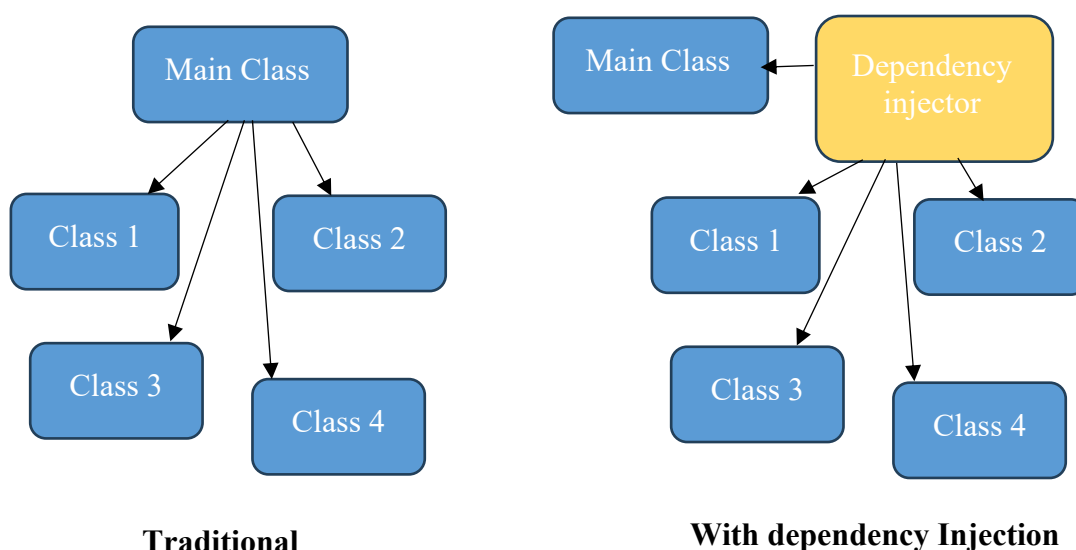 Main Class
Class 1
Class 2
Class 3
Class 4
Traditional
Main Class
Dependency
injector
Class 1
Class 2
Class 3
Class 4
With dependency Injection